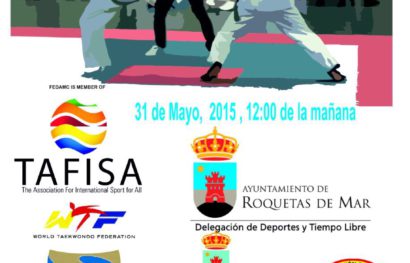 FEDAMC IS MEMBER OF
31 de Mayo, 2015 , 12:00 de la mañana
TAFISA
The Association For International Sport for All
AYUNTAMIENTO DE
ROQUETAS DE MAR
Delegación de Deportes y Tiempo Libre
WTF
WORLD TAEKWONDO FEDERATION